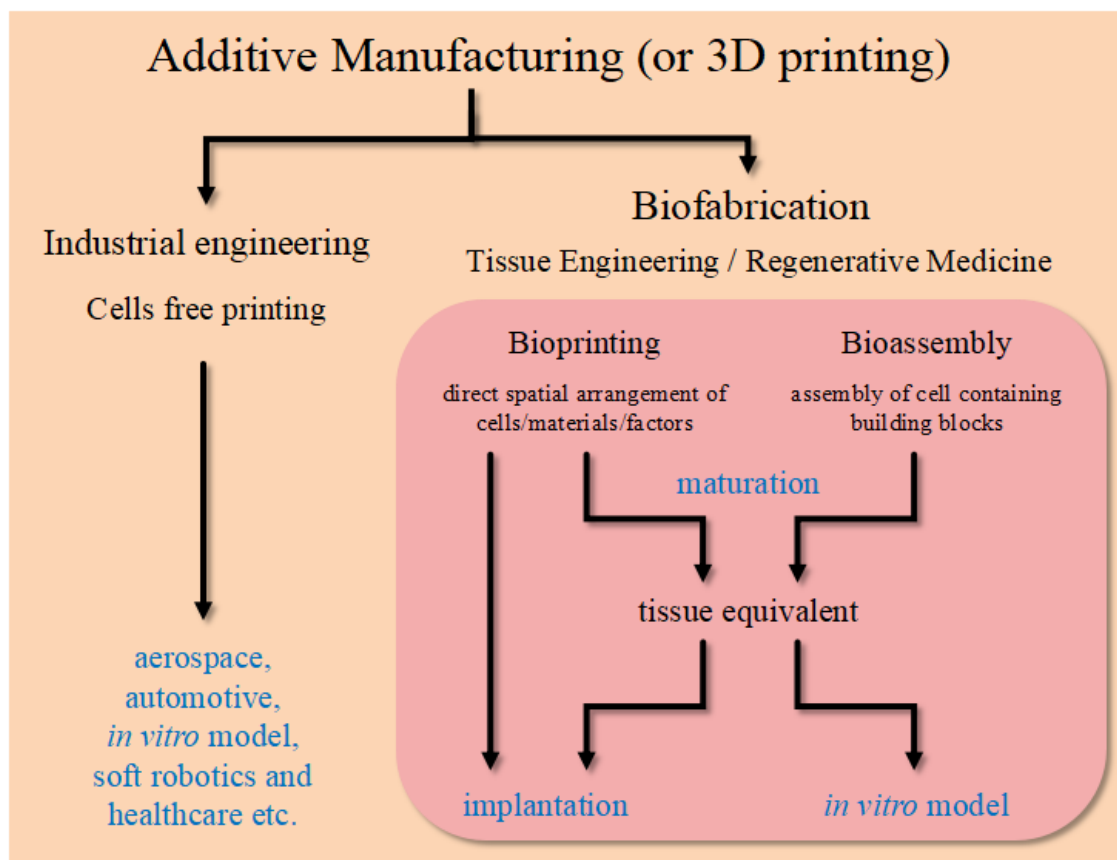 Additive Manufacturing (or 3D printing)
Industrial engineering
Cells free printing
aerospace,
automotive,
in vitro model,
soft robotics and
healthcare etc.
Biofabrication
Tissue Engineering / Regenerative Medicine
Bioprinting
direct spatial arrangement of
cells/materials/factors
Bioassembly
assembly of cell containing
building blocks
maturation
tissue equivalent
implantation
in vitro model